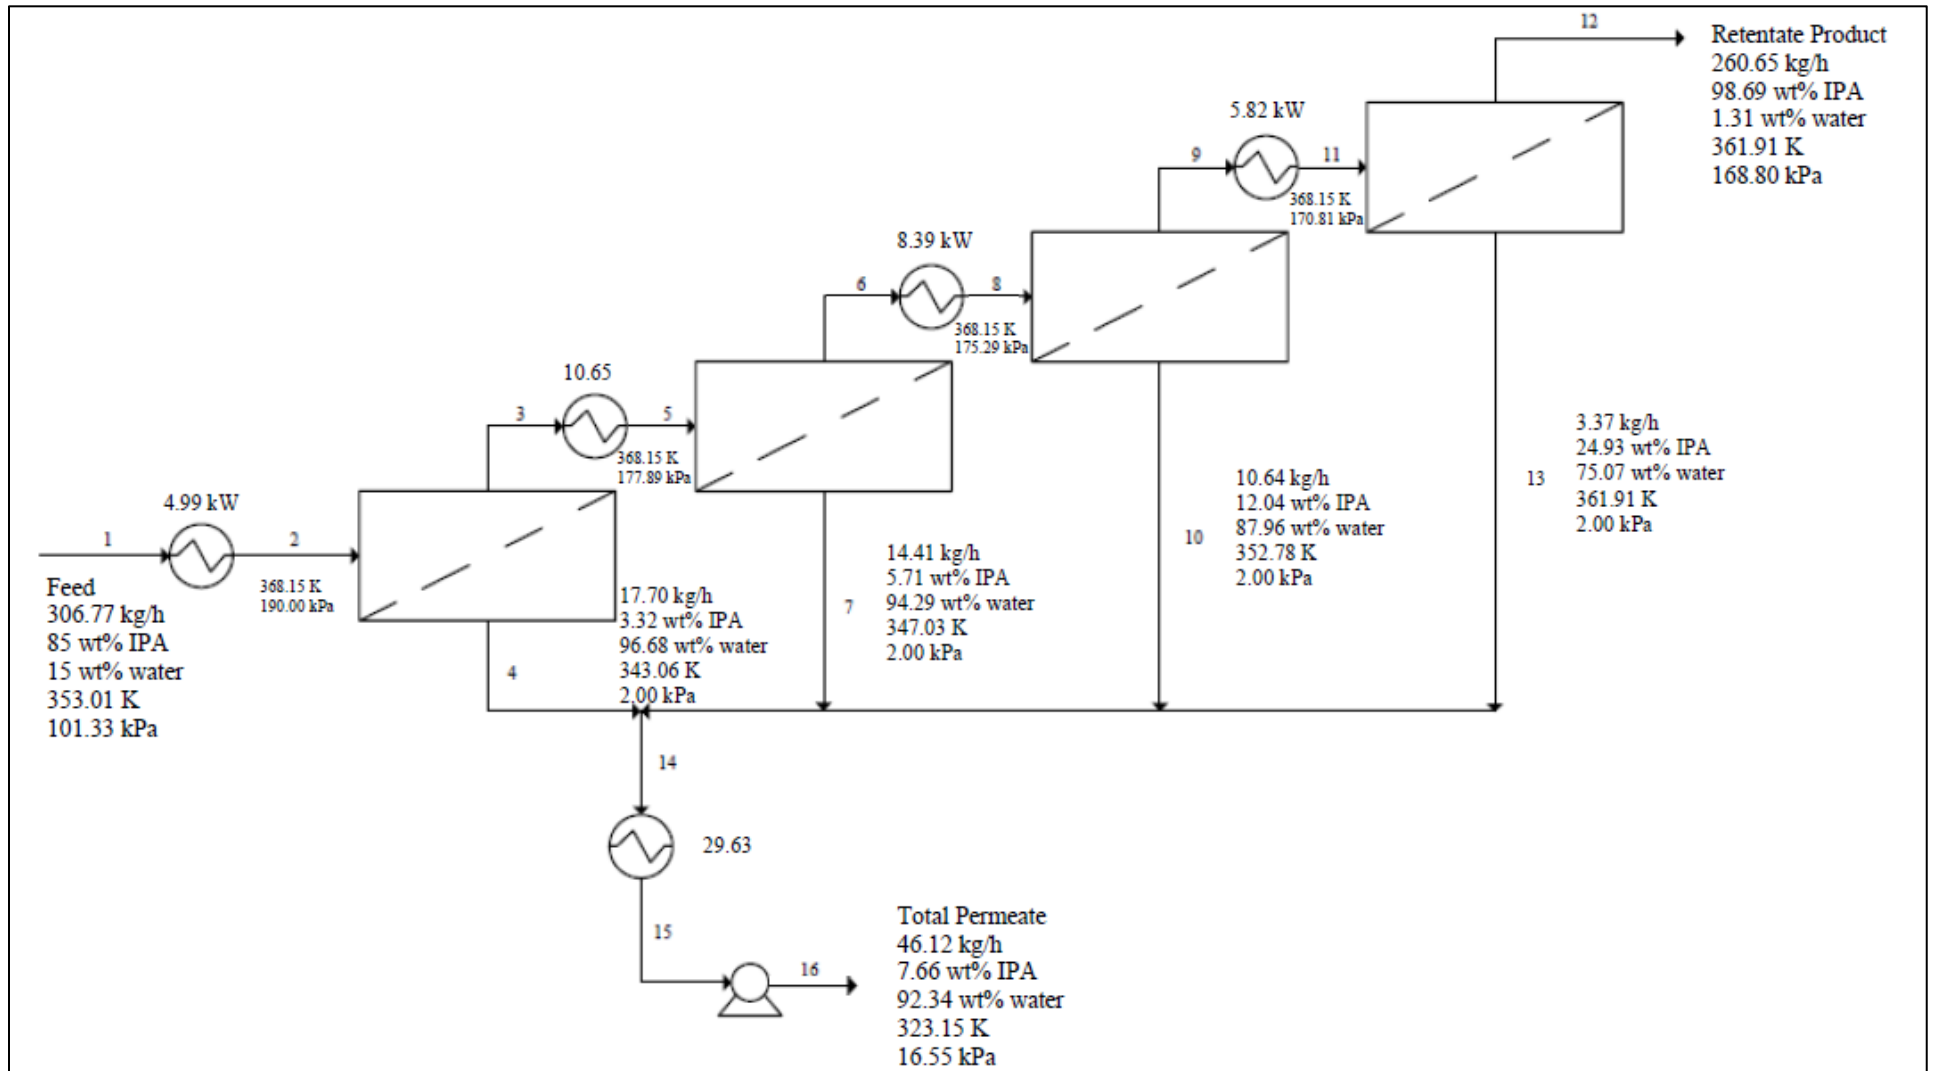 12
Retentate Product
260.65 kg/h
98.69 wt% IPA
1.31 wt% water
361.91 K
168.80 kPa
5.82 kW
9
11
368.15 K
170.81 kPa
8.39 kW
6
8
368.15 K
175.29 kPa
10.65
3
5
368.15 K
177.89 kPa
4.99 kW
1
2
368.15 K
190.00 kPa
Feed
306.77 kg/h
85 wt% IPA
15 wt% water
353.01 K
101.33 kPa
4
17.70 kg/h
3.32 wt% IPA
96.68 wt% water
343.06 K
2.00 kPa
7
14.41 kg/h
5.71 wt% IPA
94.29 wt% water
347.03 K
2.00 kPa
10
10.64 kg/h
12.04 wt% IPA
87.96 wt% water
352.78 K
2.00 kPa
13
3.37 kg/h
24.93 wt% IPA
75.07 wt% water
361.91 K
2.00 kPa
14
29.63
15
16
Total Permeate
46.12 kg/h
7.66 wt% IPA
92.34 wt% water
323.15 K
16.55 kPa